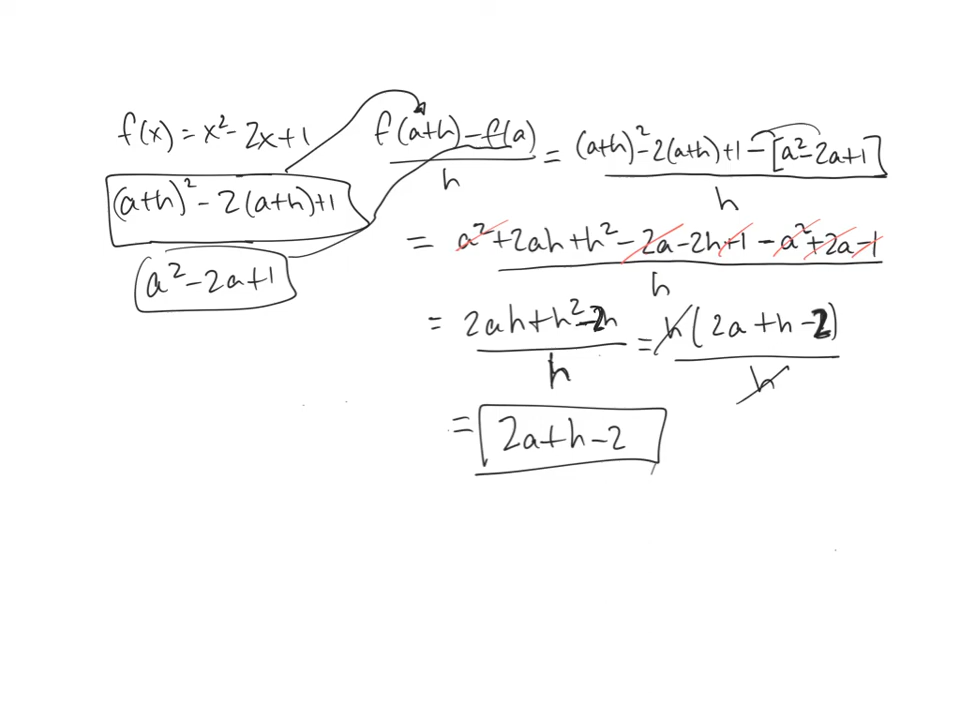 f(x) = x² - 2x + 1
(a+h)² - 2(a+h) + 1
a² - 2a + 1
f(a+h) - f(a) / h = (a+h)² - 2(a+h) + 1 - [a² - 2a + 1] / h
= a² + 2ah + h² - 2a - 2h + 1 - a² + 2a - 1 / h
= 2ah + h² - 2h / h = h(2a + h - 2) / h
= 2a + h - 2